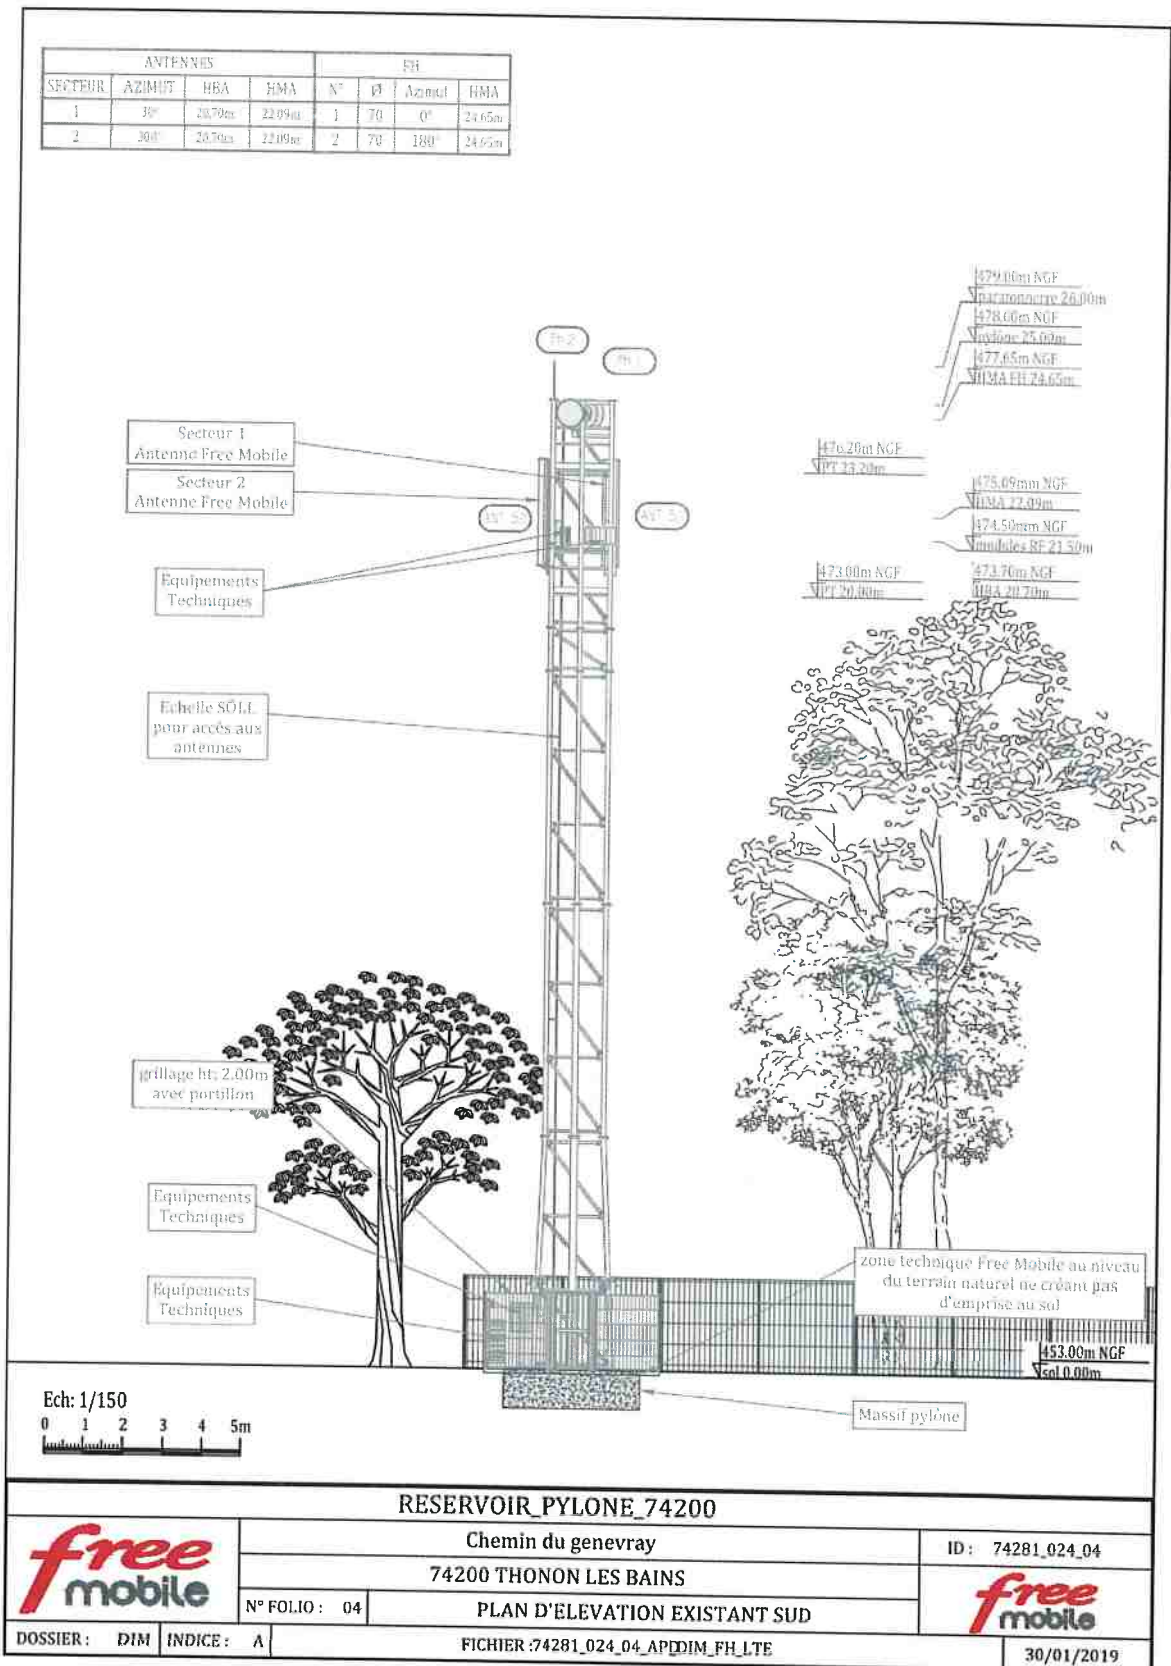 ANTENNES FH
SECTEUR AZIMUT HBA HMA N° Ø Azimut HMA
1 30° 20,70m 22,09m 1 70 0° 24,65m
2 300° 20,70m 22,09m 2 70 180° 24,65m
479.00m NGF
paratonnerre 26.00m
478.00m NGF
pylône 25.00m
477.65m NGF
HMA FH 24.65m
Fh 2
Fh 1
Secteur 1
Antenne Free Mobile
476.20m NGF
PT 23.20m
Secteur 2
Antenne Free Mobile
475.09mm NGF
HMA 22.09m
474.50mm NGF
modules RF 21.50m
473.00m NGF
PT 20.00m
473.70m NGF
HBA 20.70m
Equipements
Techniques
Echelle SÖLL
pour accès aux
antennes
grillage ht: 2.00m
avec portillon
Equipements
Techniques
Equipements
Techniques
zone technique Free Mobile au niveau
du terrain naturel ne créant pas
d'emprise au sol
453.00m NGF
sol 0.00m
Massif pylône
Ech: 1/150
0 1 2 3 4 5m
RESERVOIR_PYLONE_74200
free mobile
Chemin du genevray
ID : 74281_024_04
74200 THONON LES BAINS
N° FOLIO : 04
PLAN D'ELEVATION EXISTANT SUD
free mobile
DOSSIER : DIM INDICE : A
FICHIER :74281_024_04_APDDIM_FH_LTE
30/01/2019